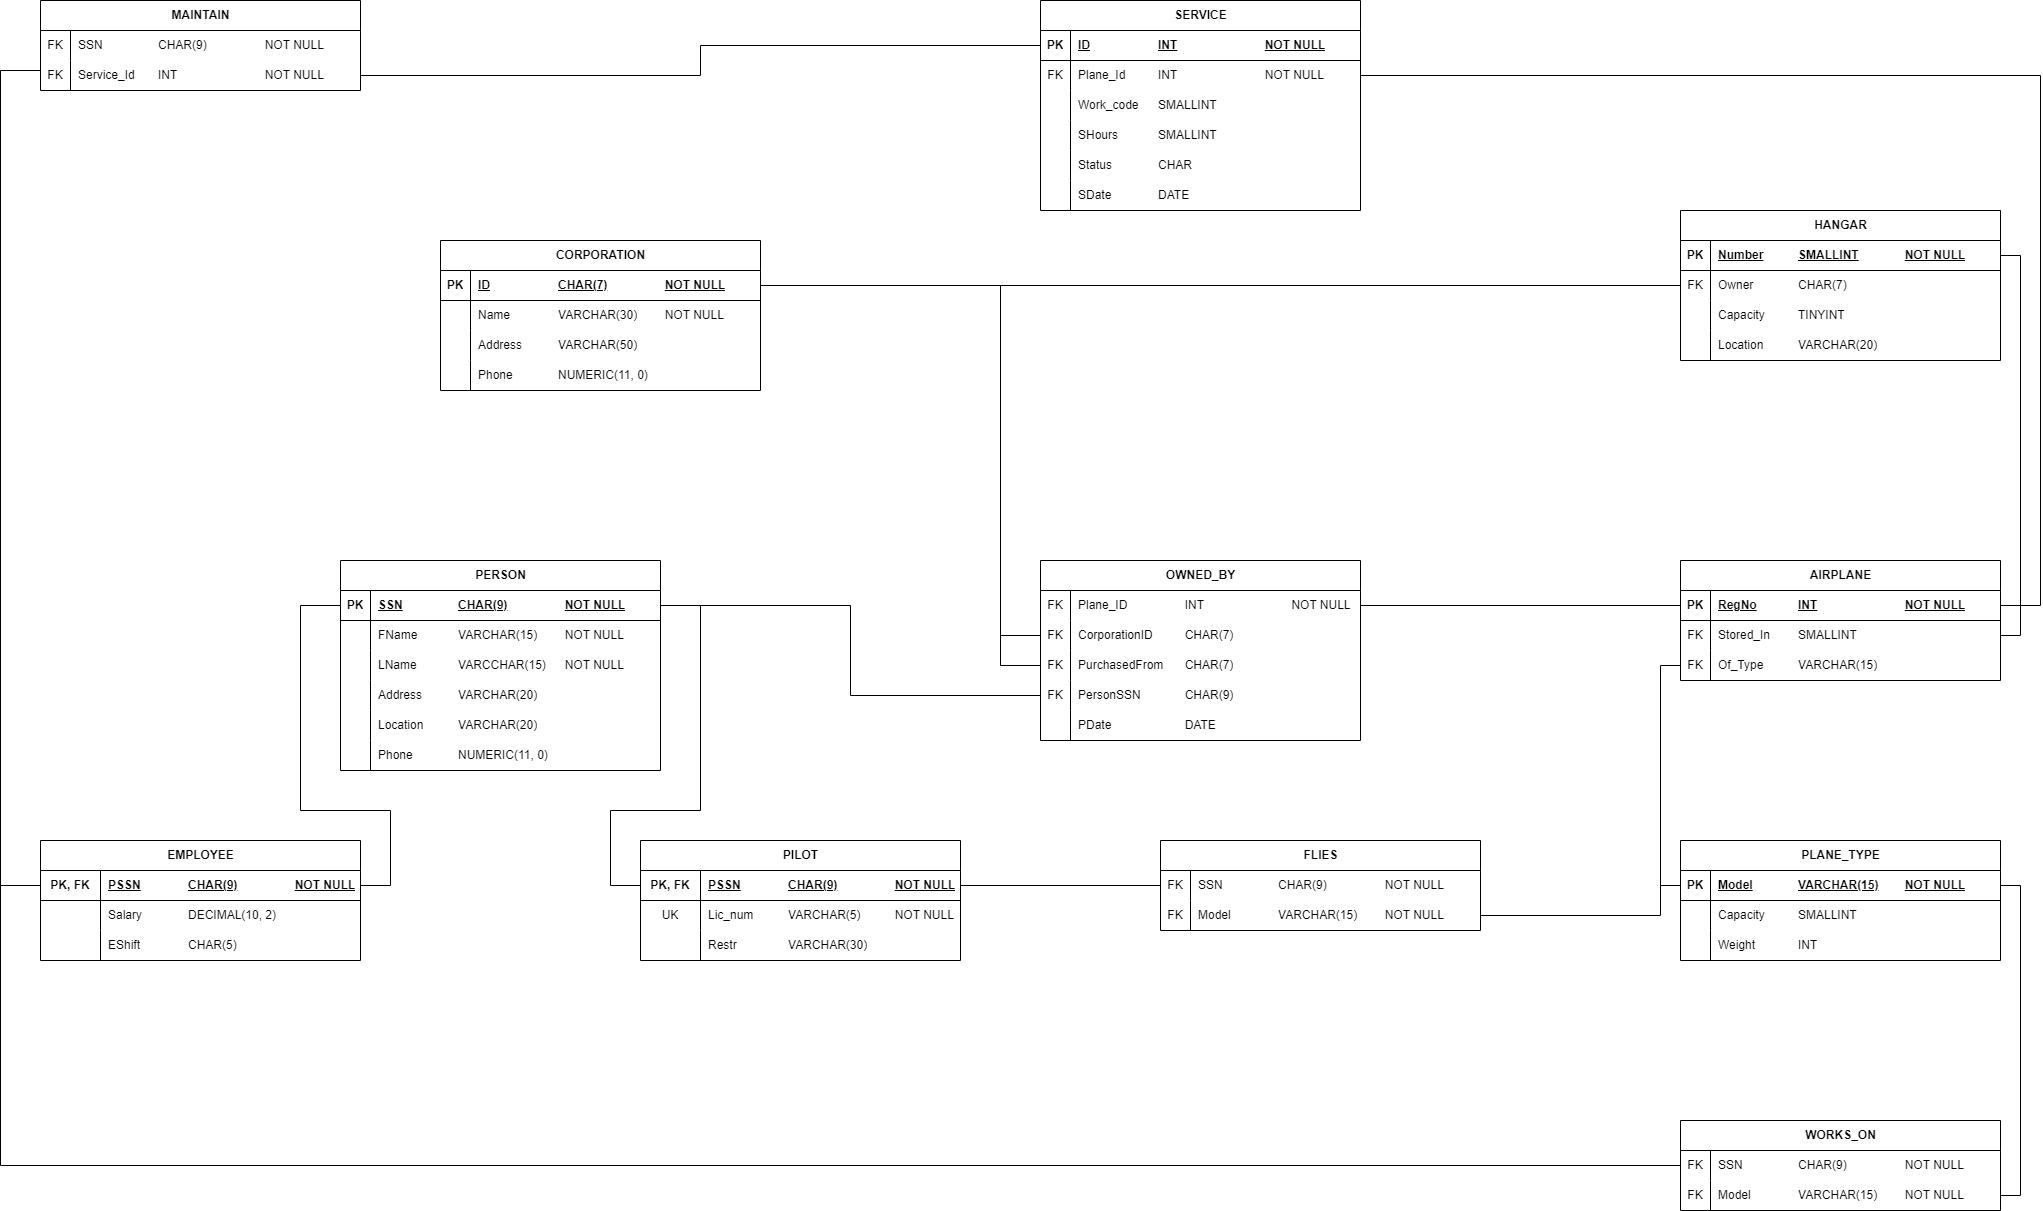 MAINTAIN
FK SSN CHAR(9) NOT NULL
FK Service_Id INT NOT NULL
SERVICE
PK ID INT NOT NULL
FK Plane_Id INT NOT NULL
Work_code SMALLINT
SHours SMALLINT
Status CHAR
SDate DATE
HANGAR
PK Number SMALLINT NOT NULL
FK Owner CHAR(7)
Capacity TINYINT
Location VARCHAR(20)
CORPORATION
PK ID CHAR(7) NOT NULL
Name VARCHAR(30) NOT NULL
Address VARCHAR(50)
Phone NUMERIC(11, 0)
PERSON
PK SSN CHAR(9) NOT NULL
FName VARCHAR(15) NOT NULL
LName VARCCHAR(15) NOT NULL
Address VARCHAR(20)
Location VARCHAR(20)
Phone NUMERIC(11, 0)
OWNED_BY
FK Plane_ID INT NOT NULL
FK CorporationID CHAR(7)
FK PurchasedFrom CHAR(7)
FK PersonSSN CHAR(9)
PDate DATE
AIRPLANE
PK RegNo INT NOT NULL
FK Stored_In SMALLINT
FK Of_Type VARCHAR(15)
EMPLOYEE
PK, FK PSSN CHAR(9) NOT NULL
Salary DECIMAL(10, 2)
EShift CHAR(5)
PILOT
PK, FK PSSN CHAR(9) NOT NULL
UK Lic_num VARCHAR(5) NOT NULL
Restr VARCHAR(30)
FLIES
FK SSN CHAR(9) NOT NULL
FK Model VARCHAR(15) NOT NULL
PLANE_TYPE
PK Model VARCHAR(15) NOT NULL
Capacity SMALLINT
Weight INT
WORKS_ON
FK SSN CHAR(9) NOT NULL
FK Model VARCHAR(15) NOT NULL